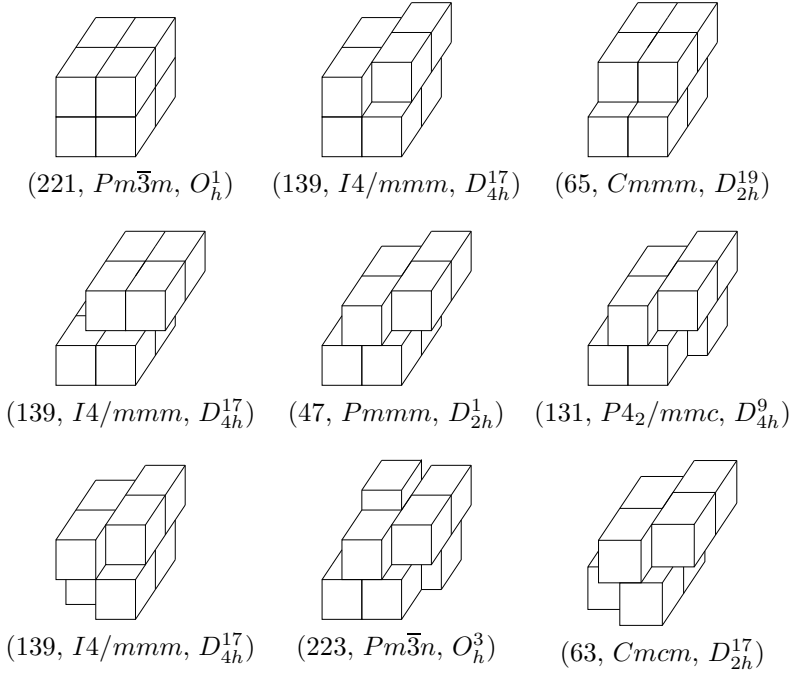 (221, Pm3̅m, O_h^1) (139, I4/mmm, D_{4h}^{17}) (65, Cmmm, D_{2h}^{19})
(139, I4/mmm, D_{4h}^{17}) (47, Pmmm, D_{2h}^1) (131, P4_2/mmc, D_{4h}^9)
(139, I4/mmm, D_{4h}^{17}) (223, Pm3̅n, O_h^3) (63, Cmcm, D_{2h}^{17})